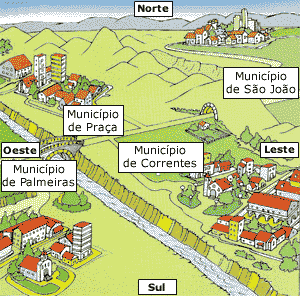 Norte
Município
de São João
Município
de Praça
Oeste
Município
de Correntes
Leste
Município
de Palmeiras
Sul